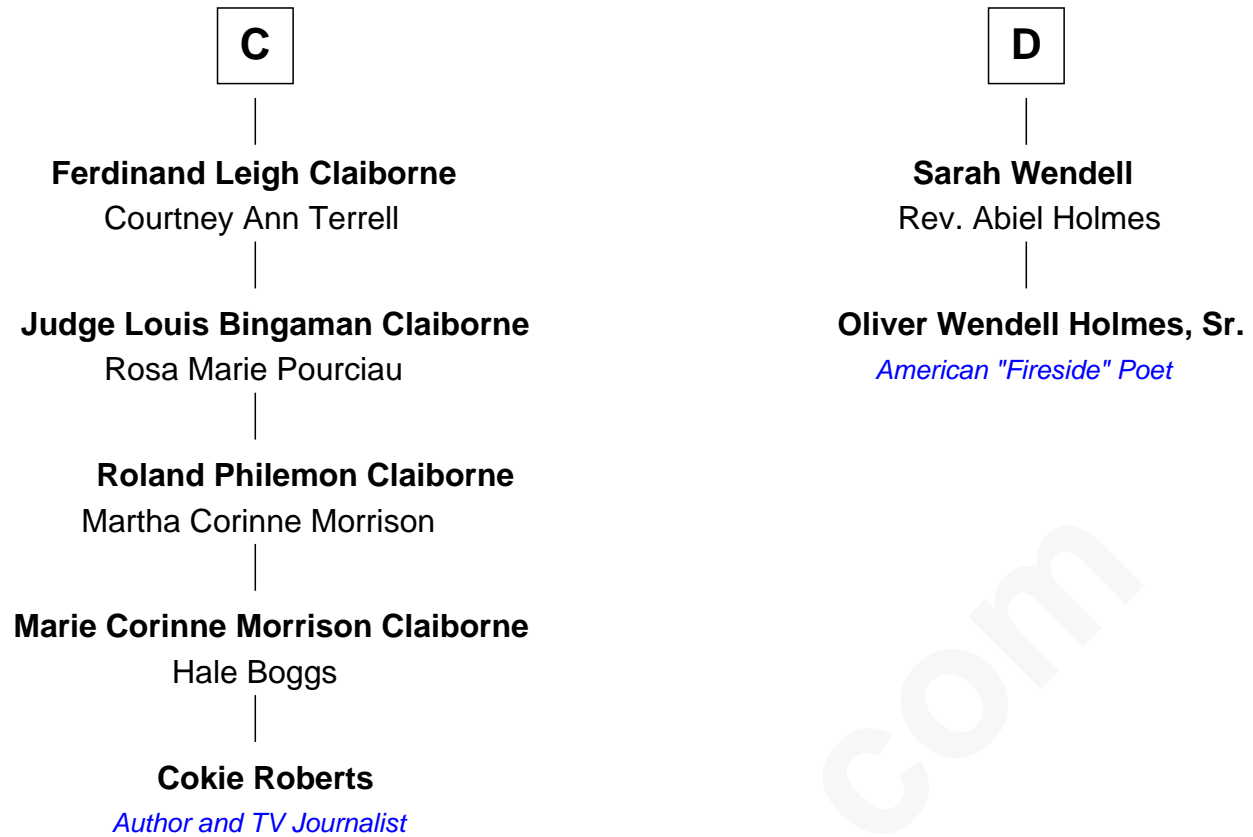 C
Ferdinand Leigh Claiborne
Courtney Ann Terrell
Judge Louis Bingaman Claiborne
Rosa Marie Pourciau
Roland Philemon Claiborne
Martha Corinne Morrison
Marie Corinne Morrison Claiborne
Hale Boggs
Cokie Roberts
Author and TV Journalist
D
Sarah Wendell
Rev. Abiel Holmes
Oliver Wendell Holmes, Sr.
American "Fireside" Poet
com